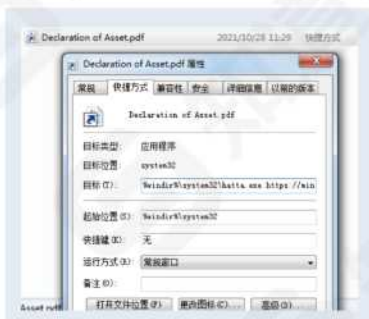 Declaration of Asset.pdf 2021/10/28 11:29 快捷方式
Declaration of Asset.pdf 属性
常规 快捷方式 兼容性 安全 详细信息 以前的版本
Declaration of Asset.pdf
目标类型: 应用程序
目标位置: system32
目标(T): %windir%\system32\hatta.exe https://win
起始位置(S): %windir%\system32
快捷键(K): 无
运行方式(R): 常规窗口
备注(O):
打开文件位置(F) 更改图标(C)... 高级(D)...